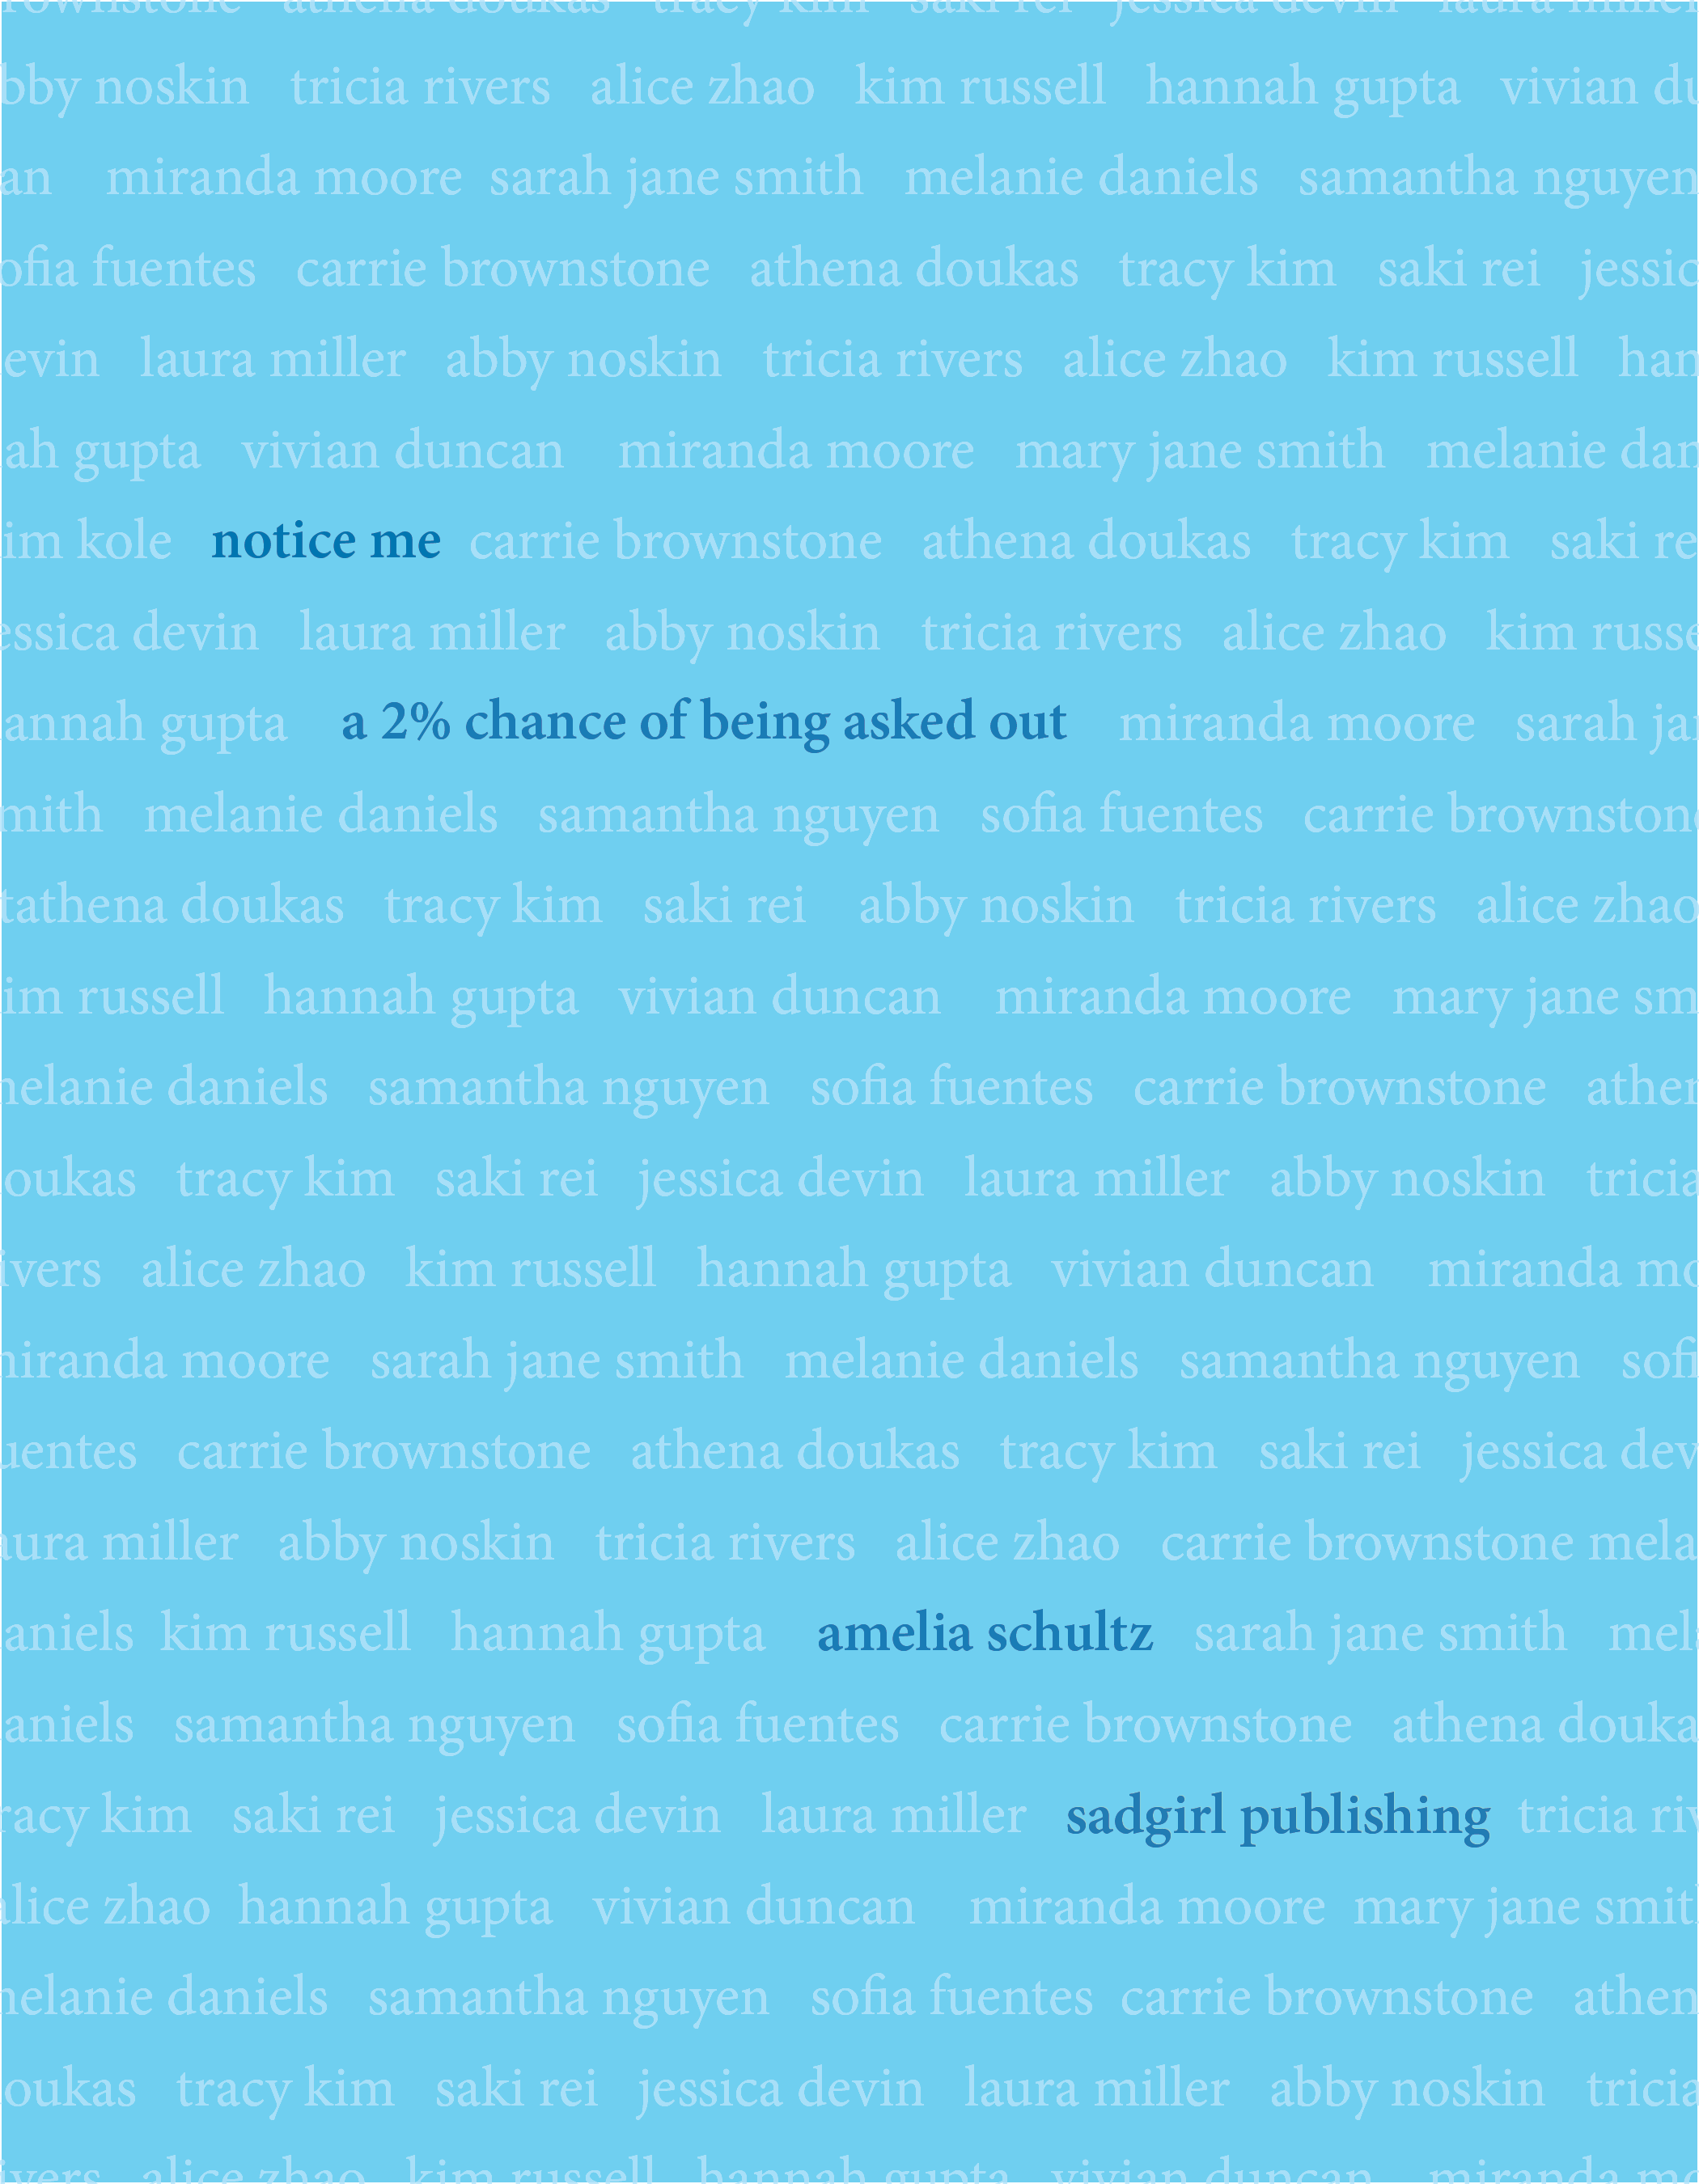 brownstone athena doukas tracy kim saki rei jessica devin laura miller
bby noskin tricia rivers alice zhao kim russell hannah gupta vivian du
an miranda moore sarah jane smith melanie daniels samantha nguyen
ofia fuentes carrie brownstone athena doukas tracy kim saki rei jessic
evin laura miller abby noskin tricia rivers alice zhao kim russell han
ah gupta vivian duncan miranda moore mary jane smith melanie dan
im kole notice me carrie brownstone athena doukas tracy kim saki re
essica devin laura miller abby noskin tricia rivers alice zhao kim russe
annah gupta a 2% chance of being asked out miranda moore sarah jan
mith melanie daniels samantha nguyen sofia fuentes carrie brownstone
tathena doukas tracy kim saki rei abby noskin tricia rivers alice zhao
im russell hannah gupta vivian duncan miranda moore mary jane sm
nelanie daniels samantha nguyen sofia fuentes carrie brownstone ather
oukas tracy kim saki rei jessica devin laura miller abby noskin tricia
ivers alice zhao kim russell hannah gupta vivian duncan miranda mo
niranda moore sarah jane smith melanie daniels samantha nguyen sofi
uentes carrie brownstone athena doukas tracy kim saki rei jessica dev
aura miller abby noskin tricia rivers alice zhao carrie brownstone mela
aniels kim russell hannah gupta amelia schultz sarah jane smith mel
aniels samantha nguyen sofia fuentes carrie brownstone athena douka
racy kim saki rei jessica devin laura miller sadgirl publishing tricia riv
alice zhao hannah gupta vivian duncan miranda moore mary jane smit
nelanie daniels samantha nguyen sofia fuentes carrie brownstone athen
oukas tracy kim saki rei jessica devin laura miller abby noskin tricia
ivers alice zhao kim russell hannah gupta vivian duncan miranda mo